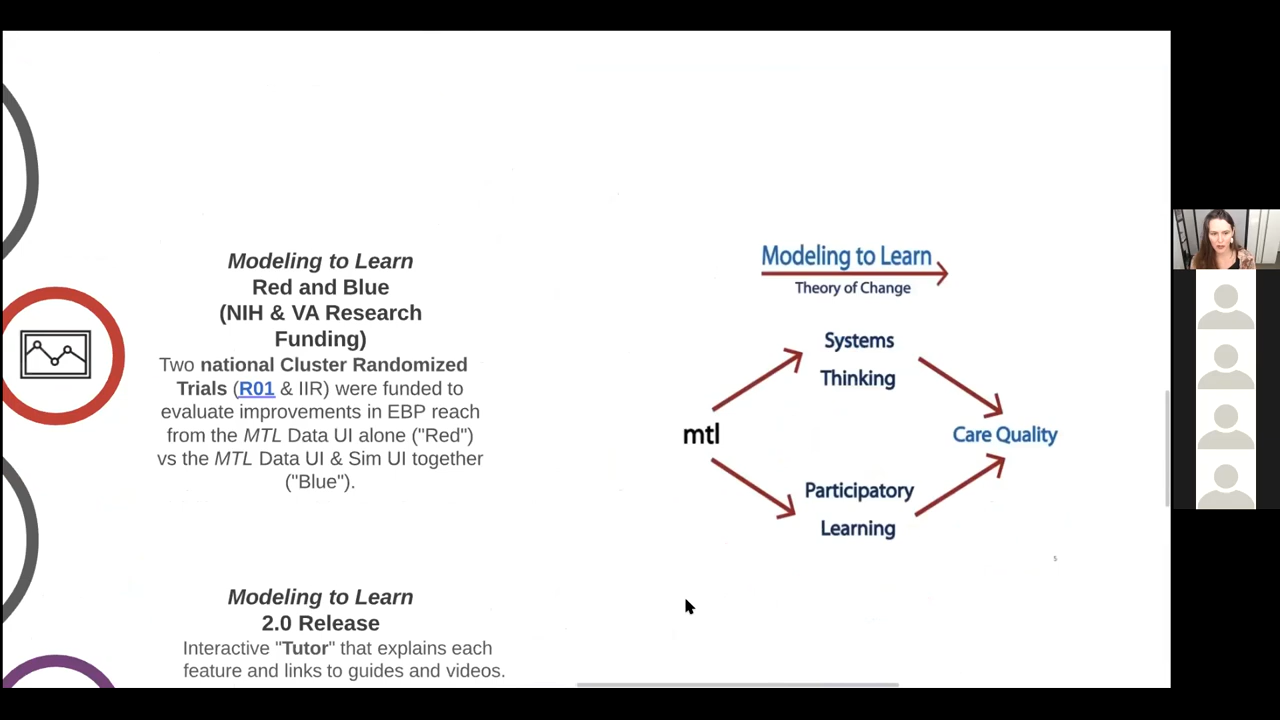 Modeling to Learn
Red and Blue
(NIH & VA Research
Funding)
Two national Cluster Randomized
Trials (R01 & IIR) were funded to
evaluate improvements in EBP reach
from the MTL Data UI alone ("Red")
vs the MTL Data UI & Sim UI together
("Blue").
Modeling to Learn
2.0 Release
Interactive "Tutor" that explains each
feature and links to guides and videos.
Modeling to Learn
Theory of Change
Systems
Thinking
mtl
Care Quality
Participatory
Learning
5